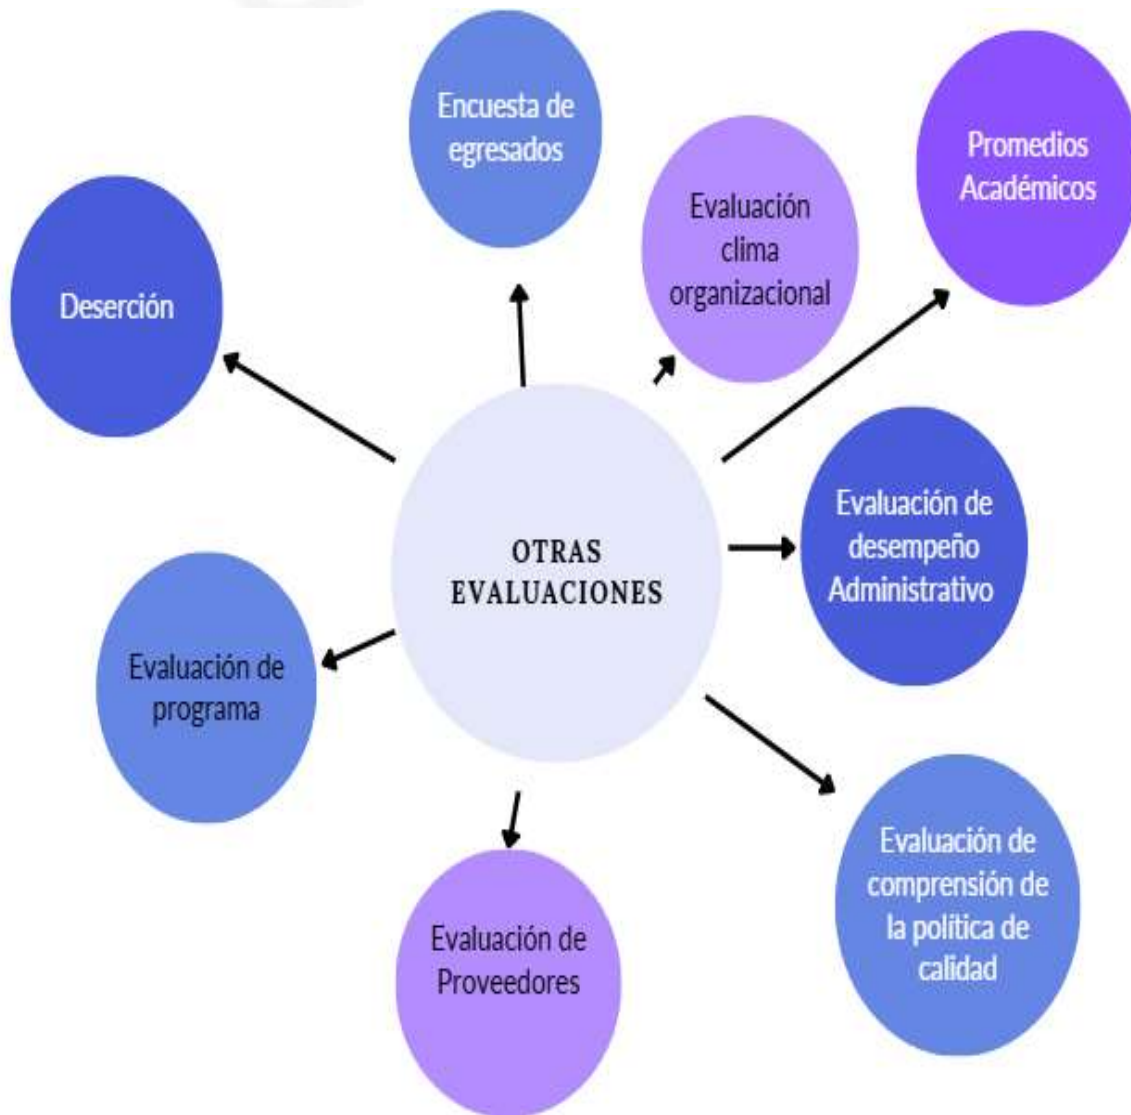 Encuesta de
egresados
Promedios
Académicos
Evaluación
clima
organizacional
Deserción
Evaluación de
desempeño
Administrativo
OTRAS
EVALUACIONES
Evaluación de
programa
Evaluación de
comprensión de
la política de
calidad
Evaluación de
Proveedores